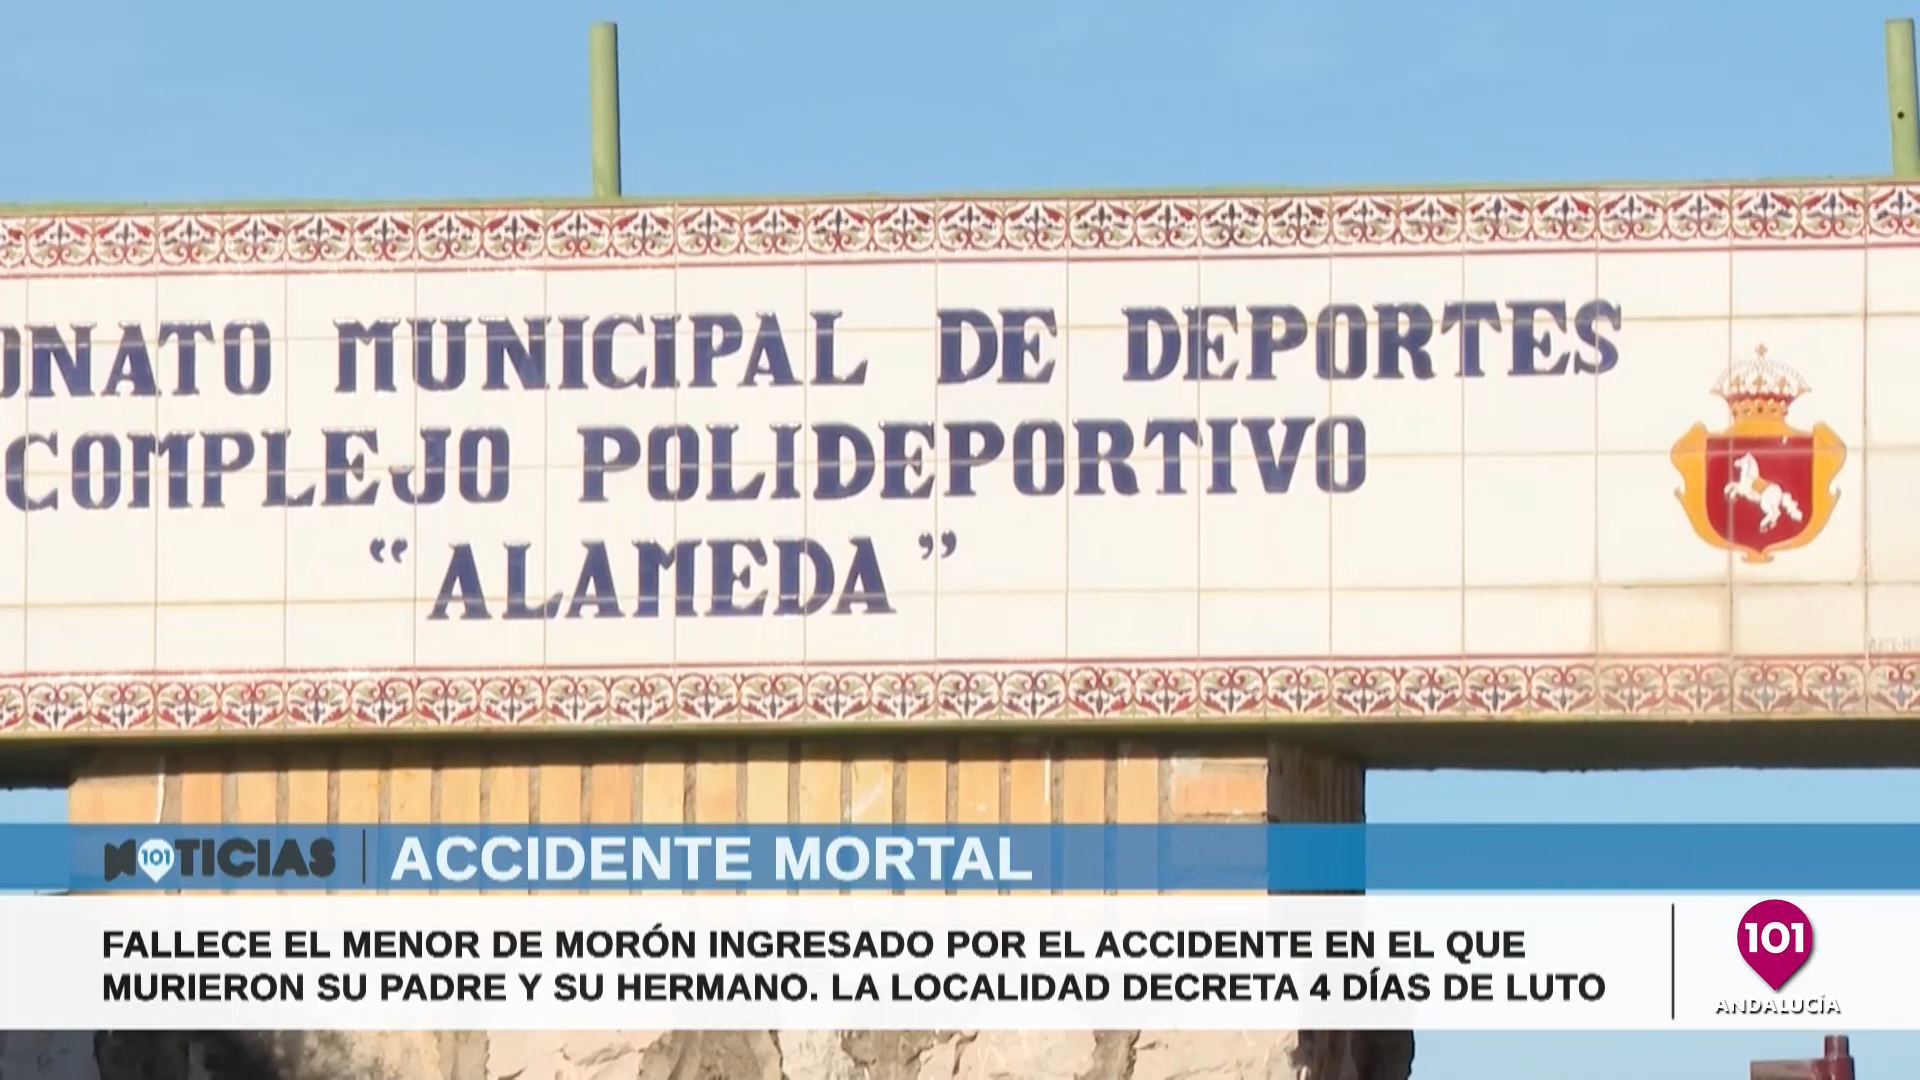 ONATO MUNICIPAL DE DEPORTES
COMPLEJO POLIDEPORTIVO
“ALAMEDA”
101 NOTICIAS
ACCIDENTE MORTAL
FALLECE EL MENOR DE MORÓN INGRESADO POR EL ACCIDENTE EN EL QUE
MURIERON SU PADRE Y SU HERMANO. LA LOCALIDAD DECRETA 4 DÍAS DE LUTO
101
ANDALUCÍA